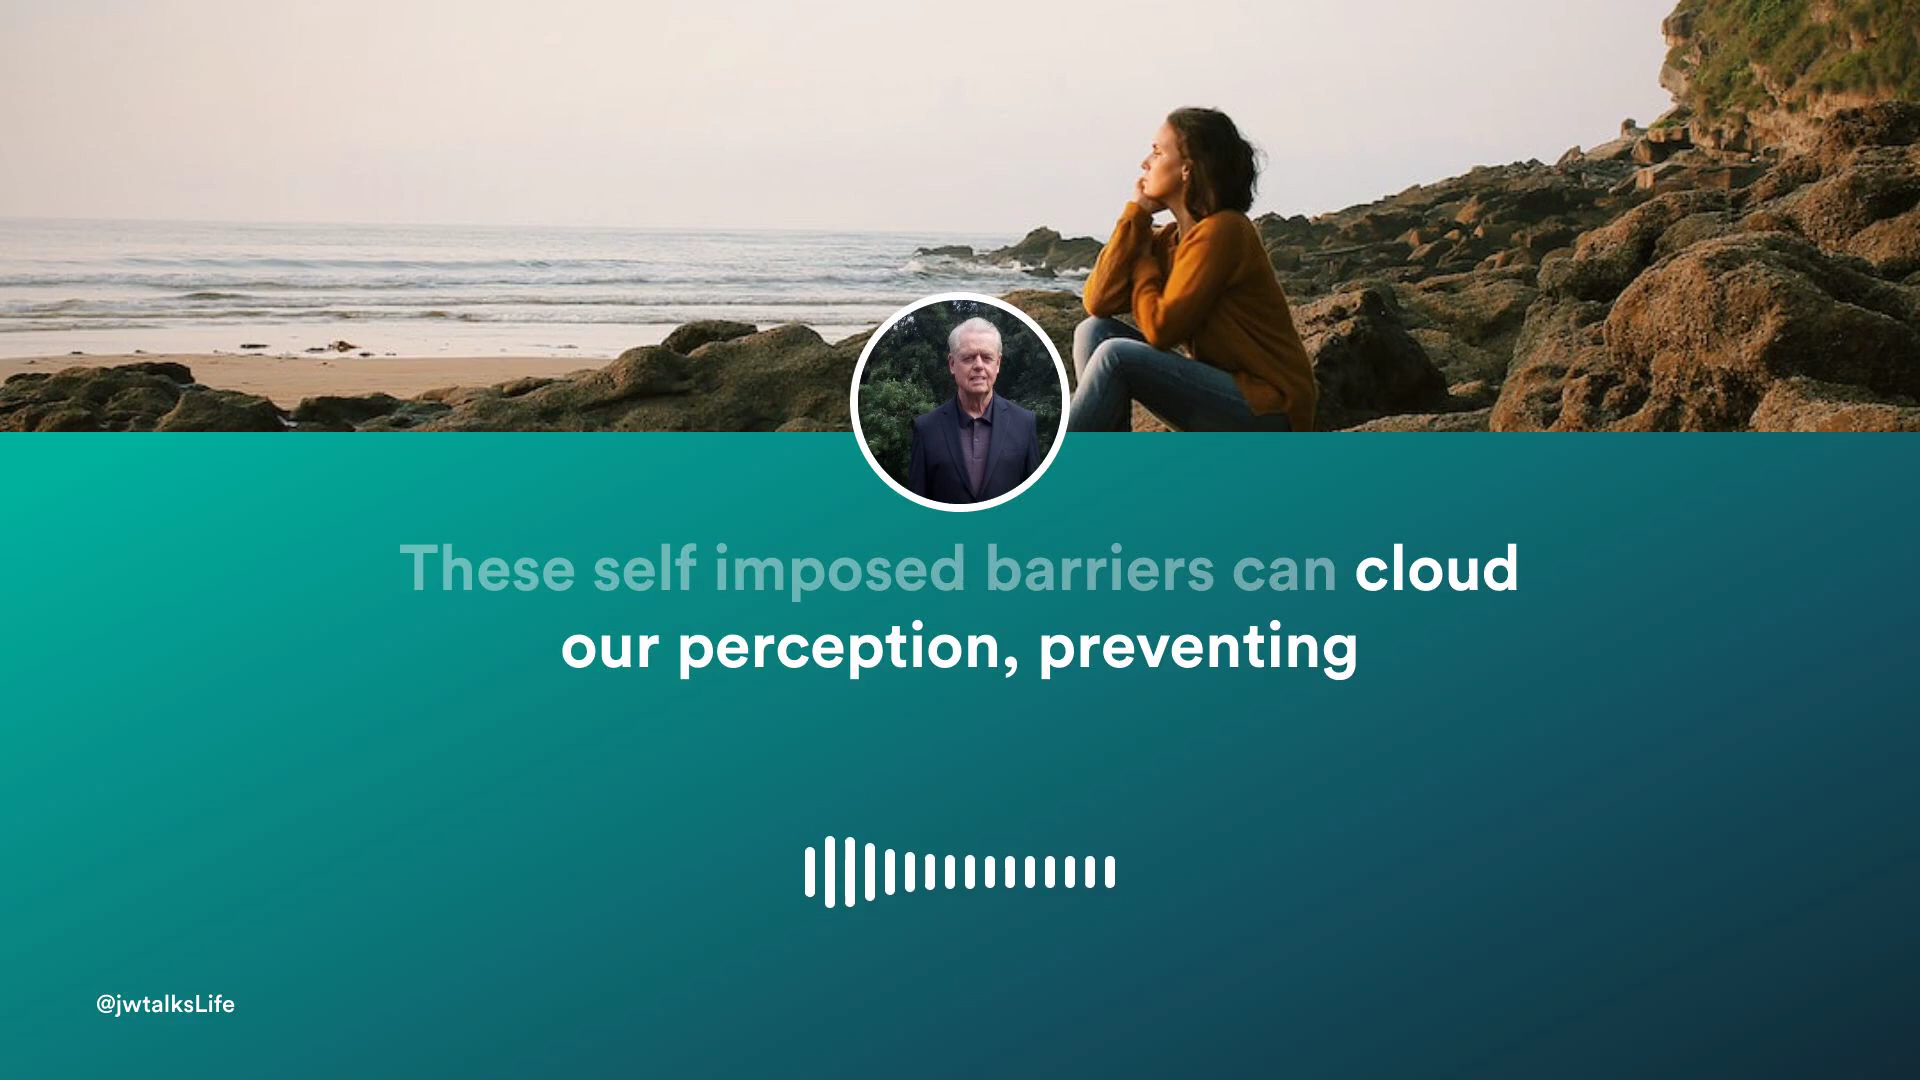 These self imposed barriers can cloud
our perception, preventing
@jwtalksLife